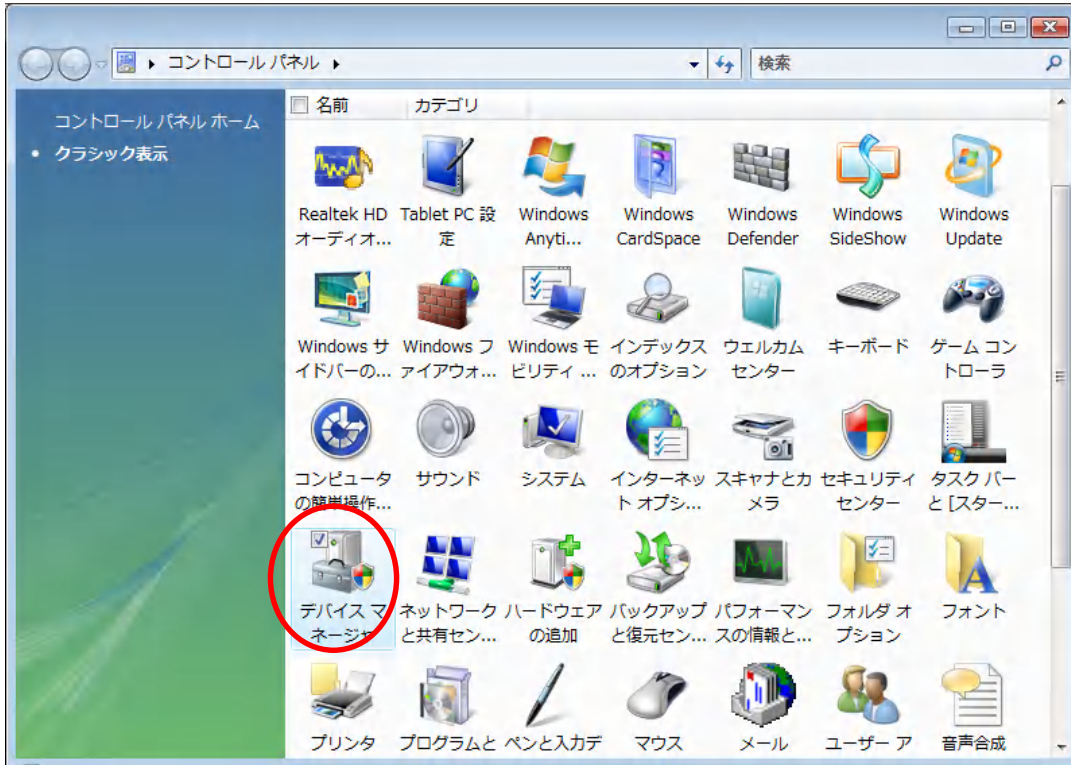 コントロール パネル
検索
コントロール パネル ホーム
クラシック表示
名前 カテゴリ
Realtek HD オーディオ...
Tablet PC 設定
Windows Anyti...
Windows CardSpace
Windows Defender
Windows SideShow
Windows Update
Windows サイドバーの...
Windows ファイアウォ...
Windows モビリティ ...
インデックスのオプション
ウェルカム センター
キーボード
ゲーム コントローラ
コンピュータの簡単操作...
サウンド
システム
インターネット オプシ...
スキャナとカメラ
セキュリティ センター
タスク バーと [スター...
デバイス マネージャ
ネットワークと共有セン...
ハードウェアの追加
バックアップと復元セン...
パフォーマンスの情報と...
フォルダ オプション
フォント
プリンタ
プログラムと
ペンと入力デ
マウス
メール
ユーザー ア
音声合成